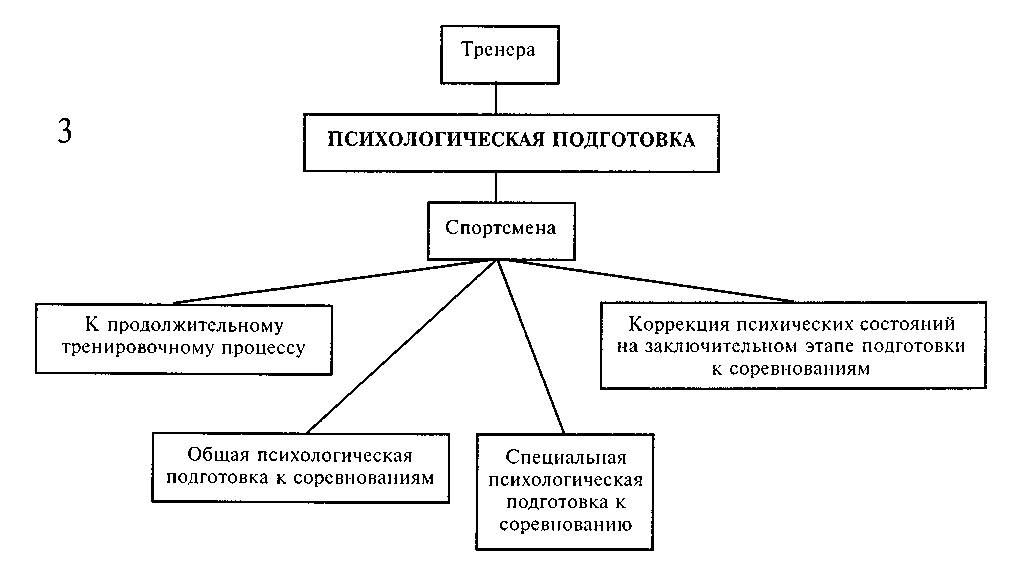 Тренера
3
ПСИХОЛОГИЧЕСКАЯ ПОДГОТОВКА
Спортсмена
К продолжительному
тренировочному процессу
Коррекция психических состояний
на заключительном этапе подготовки
к соревнованиям
Общая психологическая
подготовка к соревнованиям
Специальная
психологическая
подготовка к
соревнованию